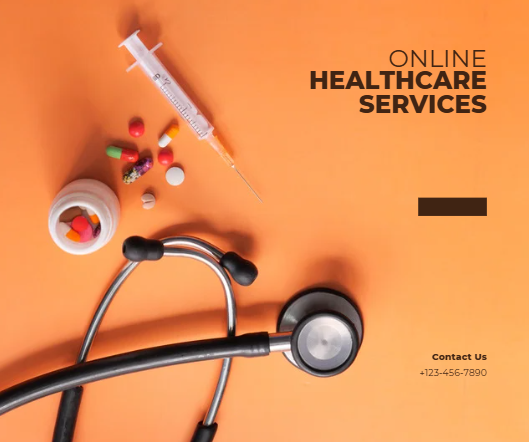 ONLINE
HEALTHCARE
SERVICES
Contact Us
+123-456-7890